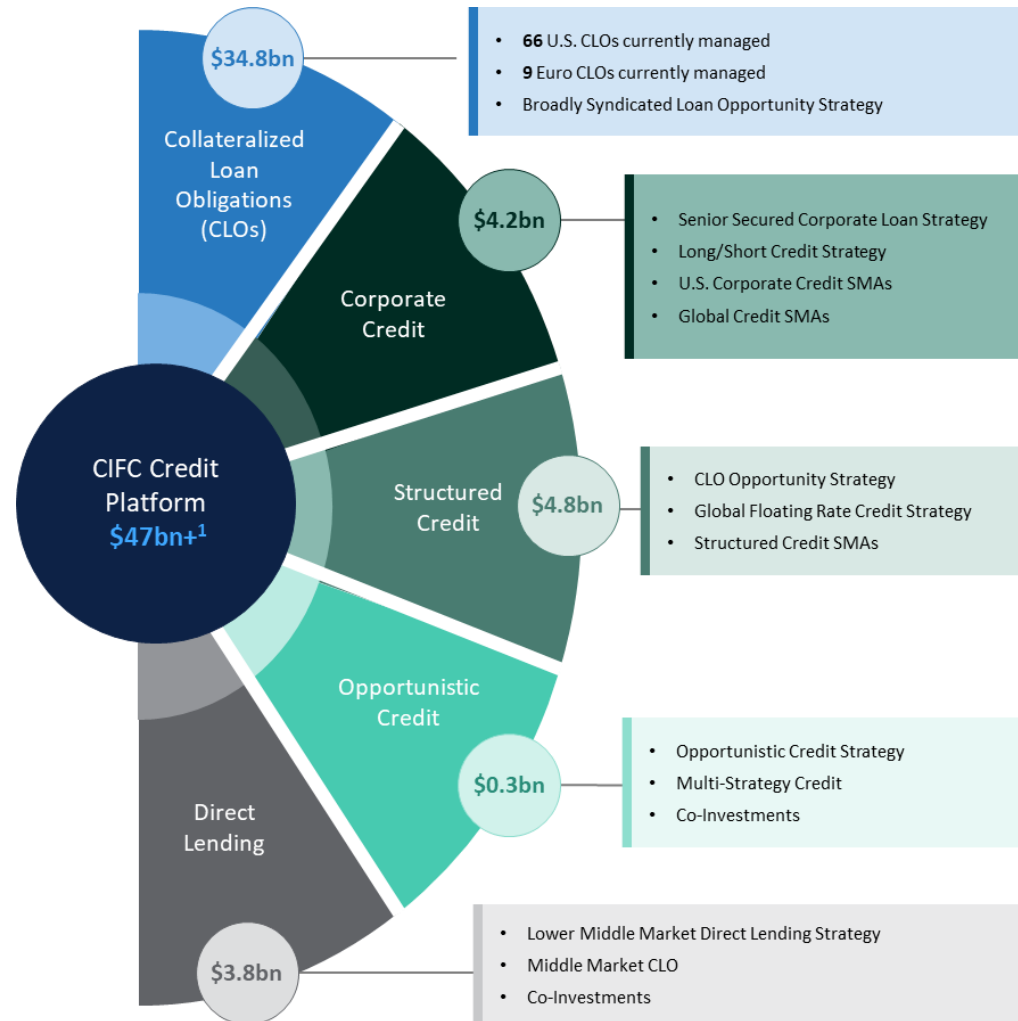 $34.8bn
• 66 U.S. CLOs currently managed
• 9 Euro CLOs currently managed
• Broadly Syndicated Loan Opportunity Strategy
Collateralized
Loan
Obligations
(CLOs)
$4.2bn
• Senior Secured Corporate Loan Strategy
• Long/Short Credit Strategy
• U.S. Corporate Credit SMAs
• Global Credit SMAs
Corporate
Credit
CIFC Credit
Platform
$47bn+¹
Structured
Credit
$4.8bn
• CLO Opportunity Strategy
• Global Floating Rate Credit Strategy
• Structured Credit SMAs
Opportunistic
Credit
$0.3bn
• Opportunistic Credit Strategy
• Multi-Strategy Credit
• Co-Investments
Direct
Lending
$3.8bn
• Lower Middle Market Direct Lending Strategy
• Middle Market CLO
• Co-Investments